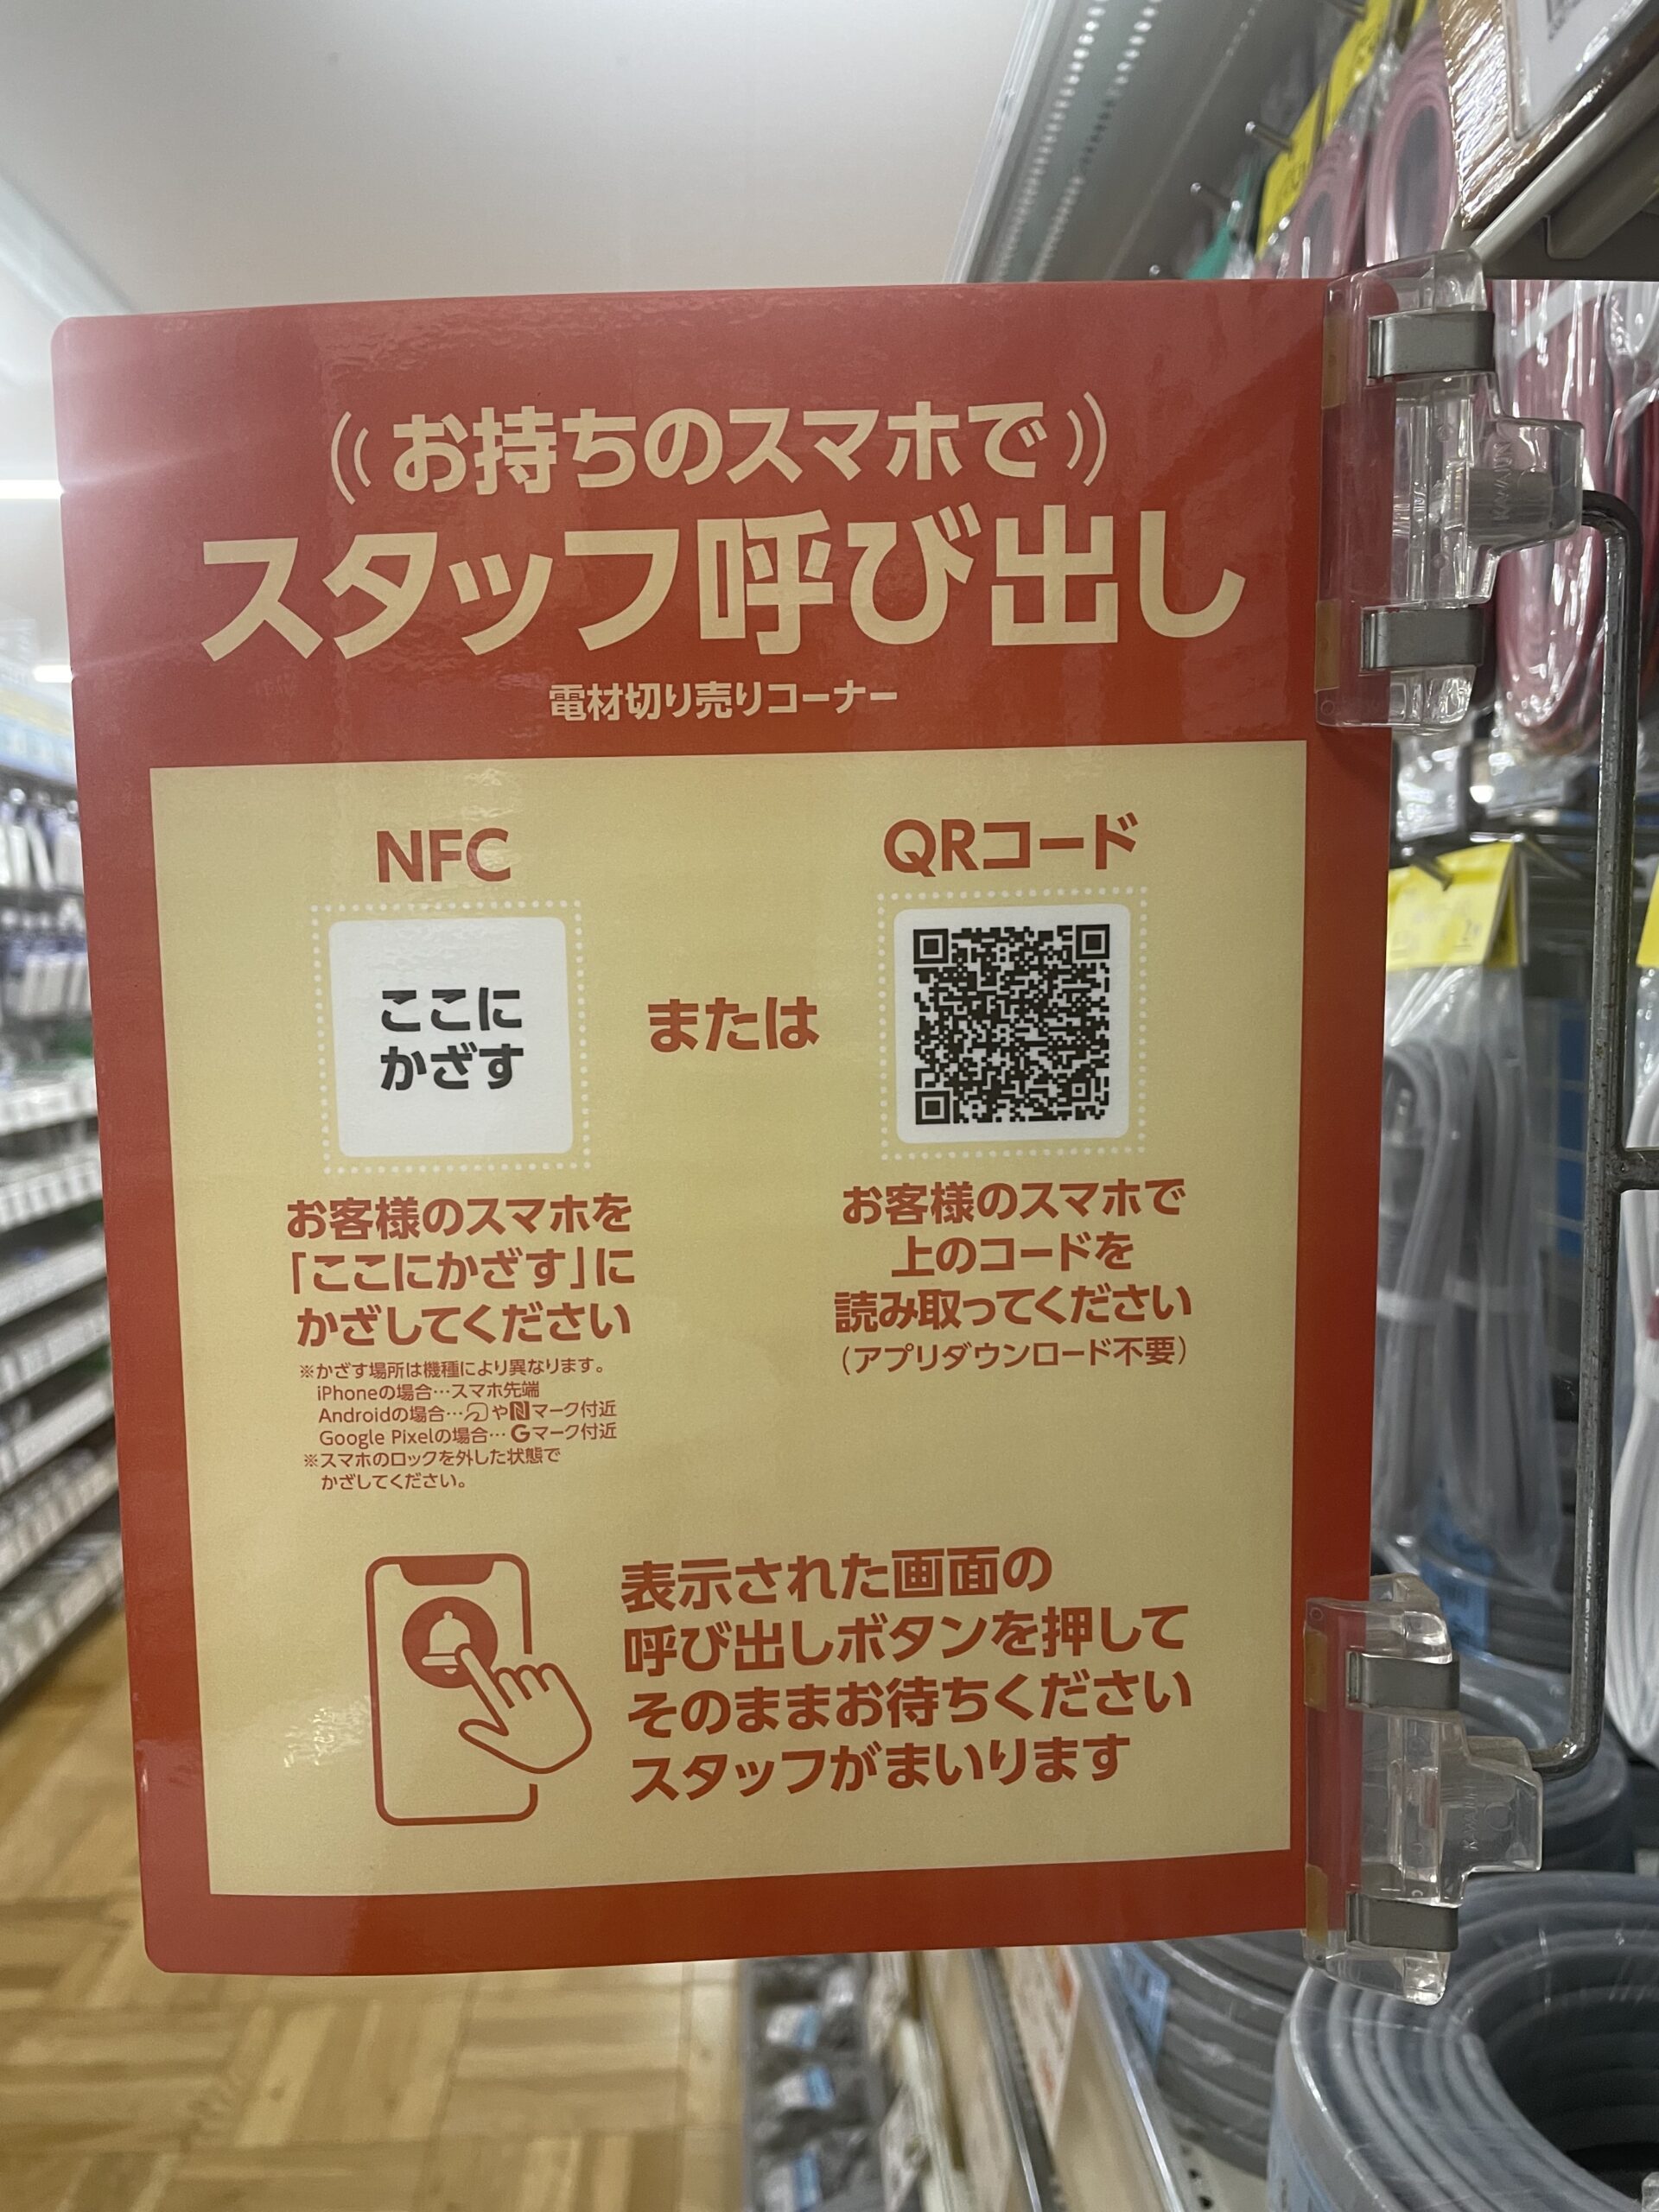 お持ちのスマホで
スタッフ呼び出し
電材切り売りコーナー
NFC
ここに
かざす
お客様のスマホを
「ここにかざす」に
かざしてください
※かざす場所は機種により異なります。
iPhoneの場合…スマホ先端
Androidの場合…やNマーク付近
Google Pixelの場合…Gマーク付近
※スマホのロックを外した状態で
かざしてください。
または
QRコード
お客様のスマホで
上のコードを
読み取ってください
（アプリダウンロード不要）
表示された画面の
呼び出しボタンを押して
そのままお待ちください
スタッフがまいります